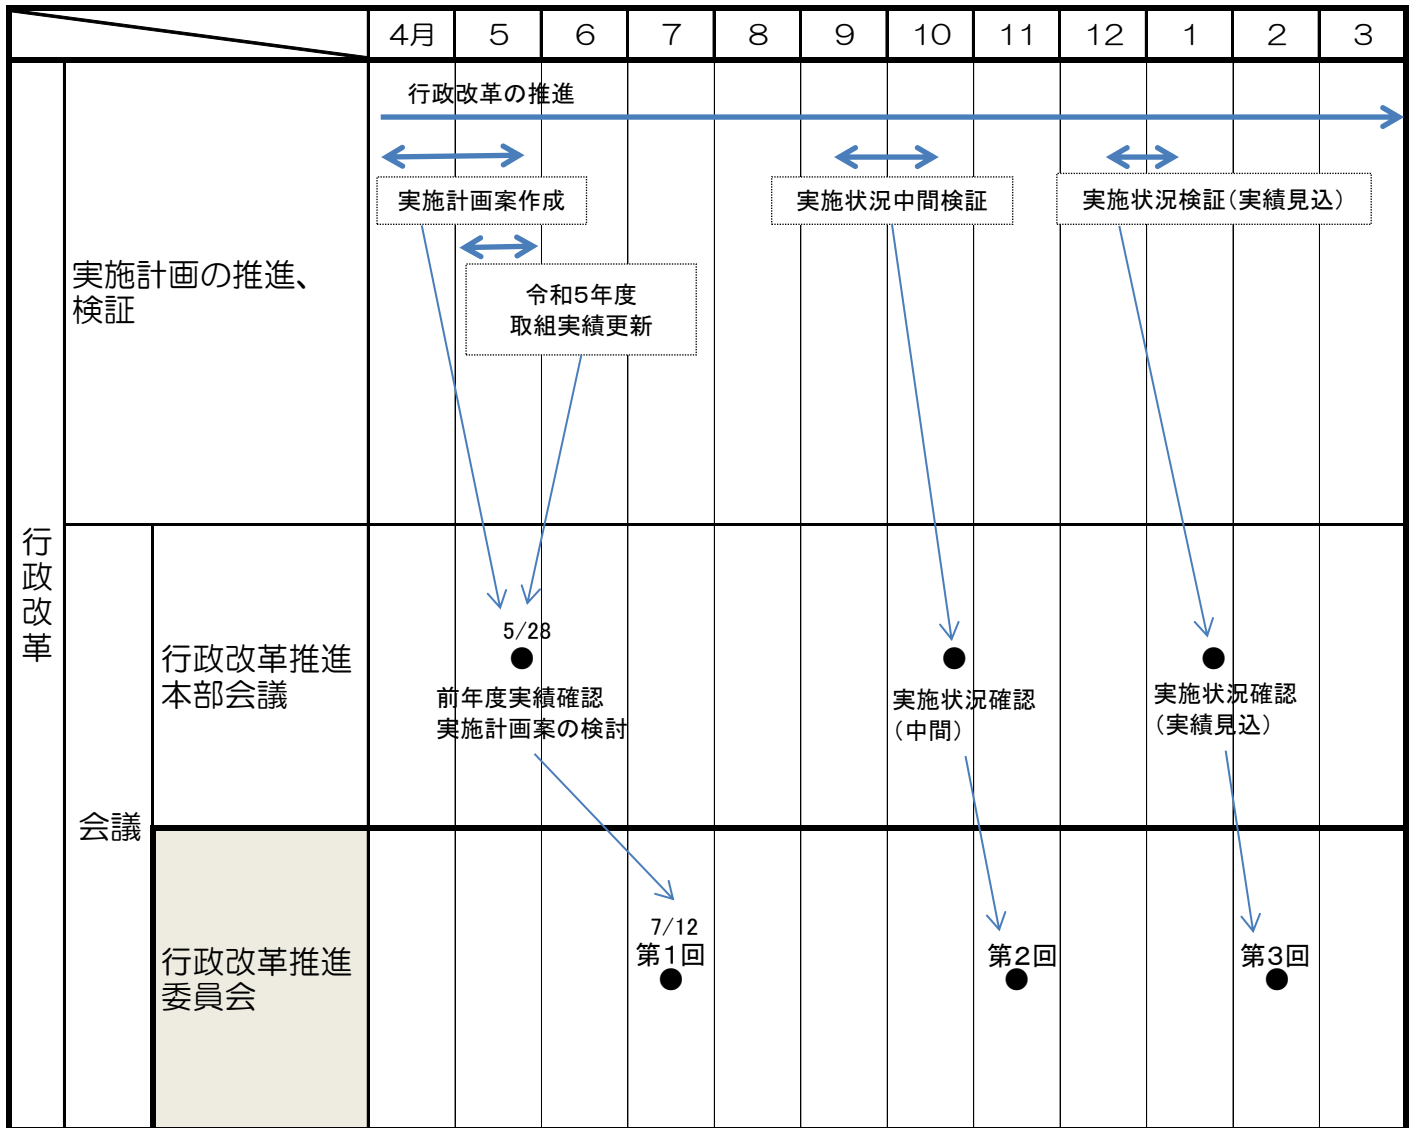 4月 5 6 7 8 9 10 11 12 1 2 3
行政改革の推進
実施計画案作成
実施状況中間検証
実施状況検証（実績見込）
令和5年度
取組実績更新
実施計画の推進、
検証
行政改革
会議
行政改革推進
本部会議
5/28
前年度実績確認
実施計画案の検討
実施状況確認
（中間）
実施状況確認
（実績見込）
行政改革推進
委員会
7/12
第1回
第2回
第3回